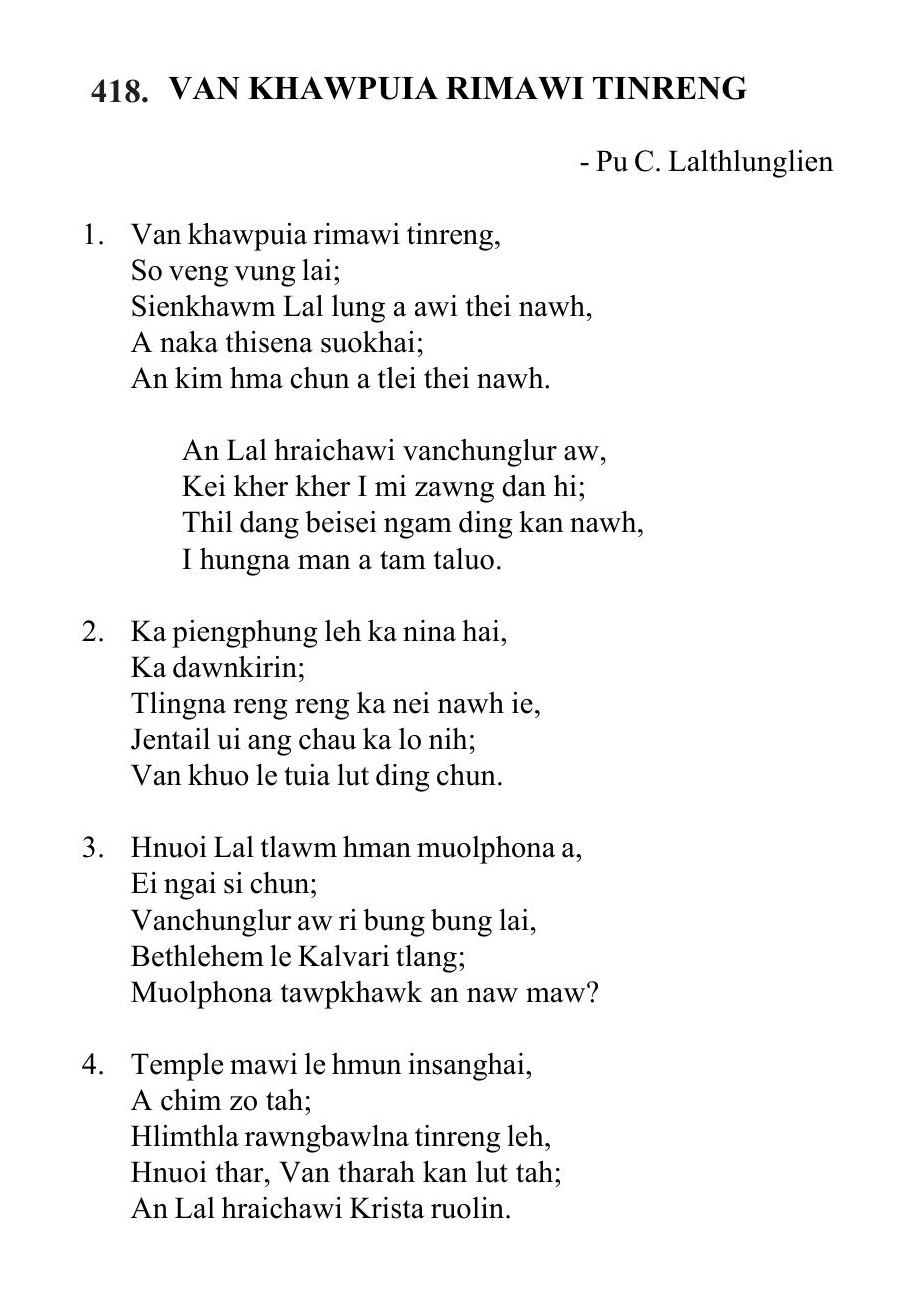 418. VAN KHAWPUIA RIMAWI TINRENG
- Pu C. Lalthlunglien
1. Van khawpuia rimawi tinreng,
So veng vung lai;
Sienkhawm Lal lung a awi thei nawh,
A naka thisena suokhai;
An kim hma chun a tlei thei nawh.
An Lal hraichawi vanchunglur aw,
Kei kher kher I mi zawng dan hi;
Thil dang beisei ngam ding kan nawh,
I hungna man a tam taluo.
2. Ka piengphung leh ka nina hai,
Ka dawnkirin;
Tlingna reng reng ka nei nawh ie,
Jentail ui ang chau ka lo nih;
Van khuo le tuia lut ding chun.
3. Hnuoi Lal tlawm hman muolphona a,
Ei ngai si chun;
Vanchunglur aw ri bung bung lai,
Bethlehem le Kalvari tlang;
Muolphona tawpkhawk an naw maw?
4. Temple mawi le hmun insanghai,
A chim zo tah;
Hlimthla rawngbawlna tinreng leh,
Hnuoi thar, Van tharah kan lut tah;
An Lal hraichawi Krista ruolin.